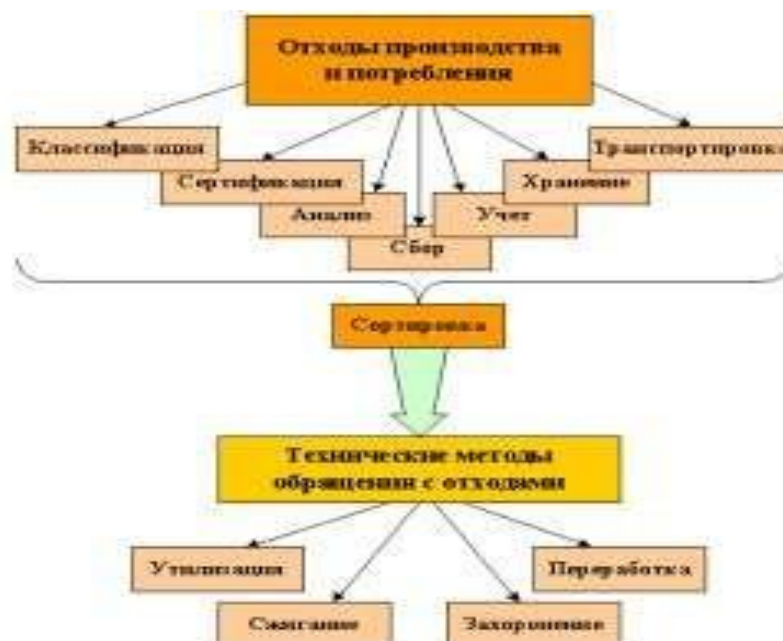 Отходы производства
и потребления
Классификация
Транспортировка
Сертификация
Хранение
Анализ
Учет
Сбор
Сортировка
Технические методы
обращения с отходами
Утилизация
Переработка
Сжигание
Захоронение